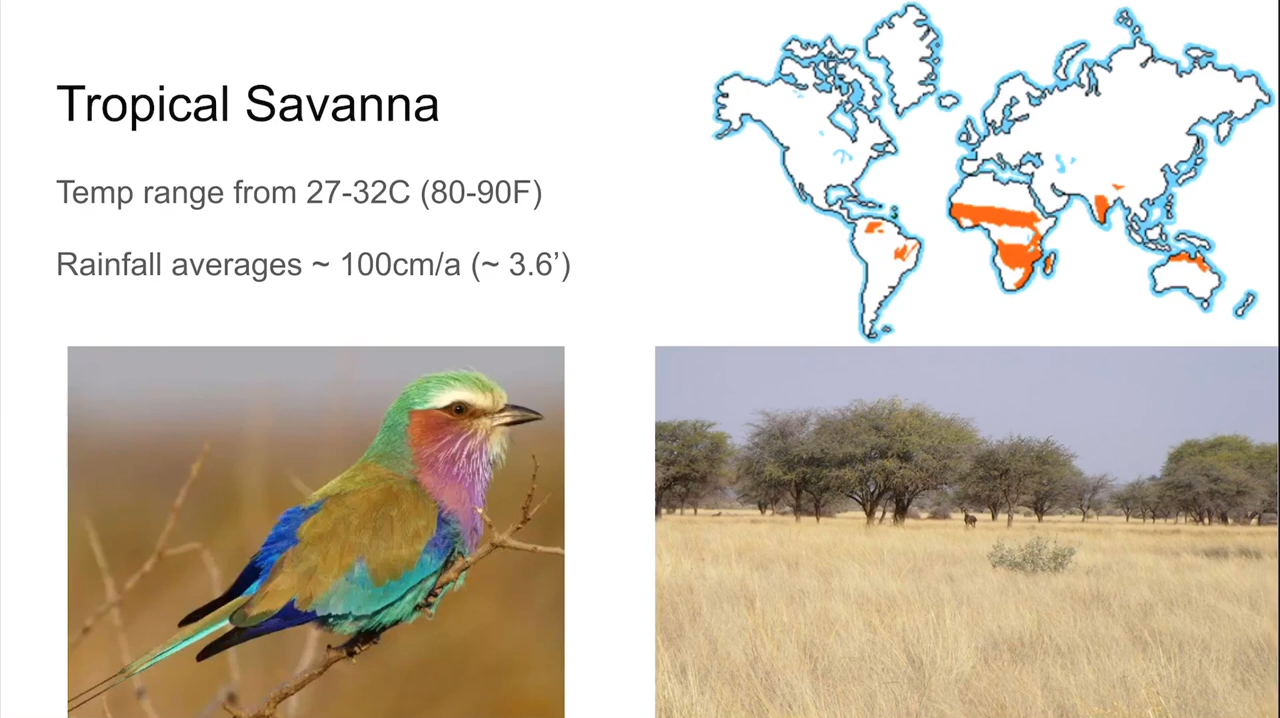 Tropical Savanna
Temp range from 27-32C (80-90F)
Rainfall averages ~ 100cm/a (~ 3.6’)